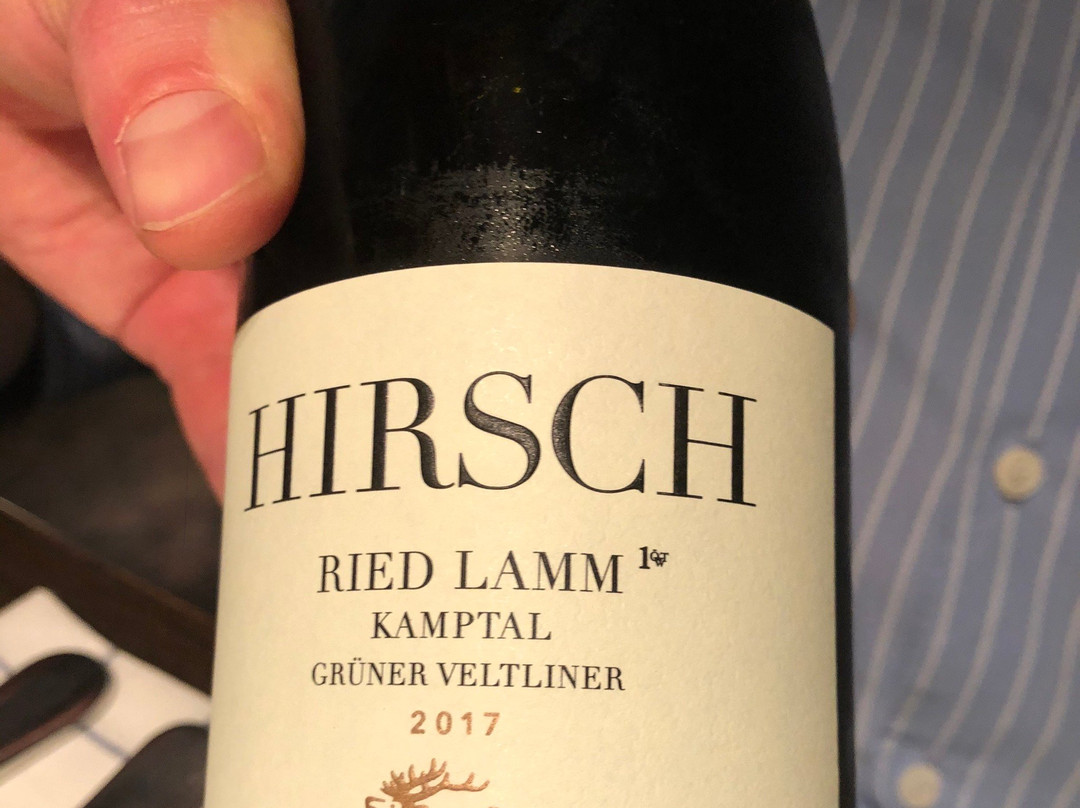 HIRSCH
RIED LAMM 1ÖTW
KAMPTAL
GRÜNER VELTLINER
2017